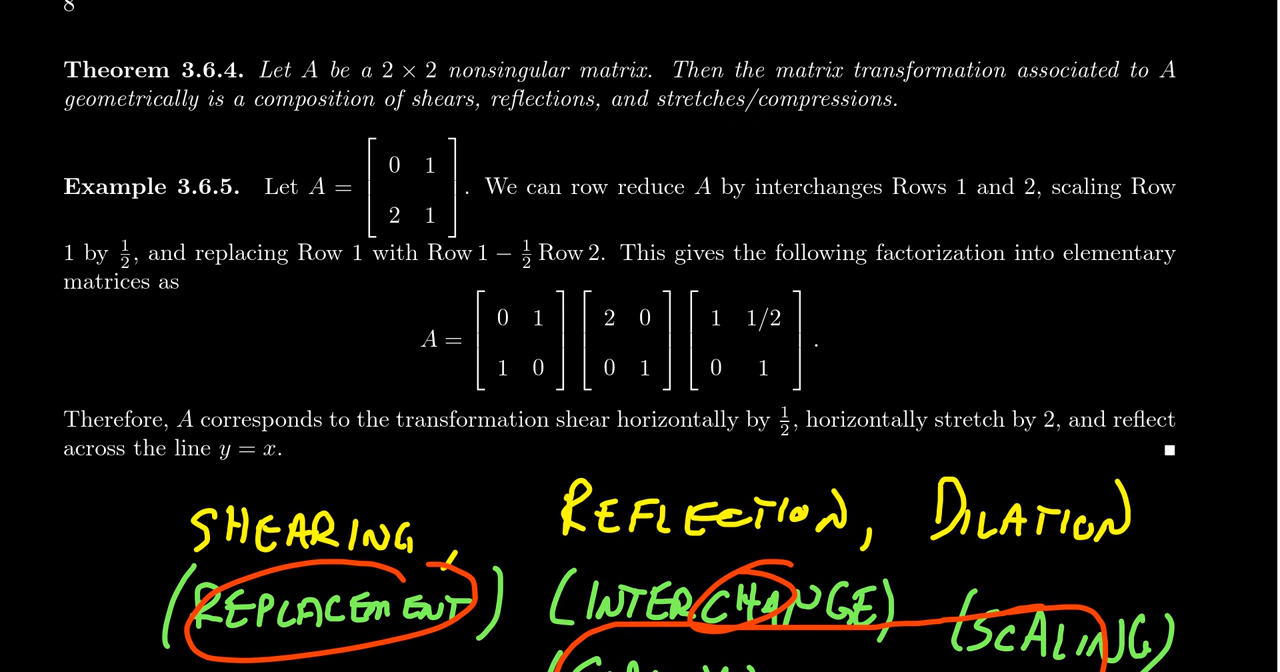 8
Theorem 3.6.4. Let A be a 2 × 2 nonsingular matrix. Then the matrix transformation associated to A
geometrically is a composition of shears, reflections, and stretches/compressions.
Example 3.6.5. Let A = [ 0 1 ; 2 1 ]. We can row reduce A by interchanges Rows 1 and 2, scaling Row
1 by 1/2, and replacing Row 1 with Row 1 − 1/2 Row 2. This gives the following factorization into elementary
matrices as
A = [ 0 1 ; 1 0 ] [ 2 0 ; 0 1 ] [ 1 1/2 ; 0 1 ].
Therefore, A corresponds to the transformation shear horizontally by 1/2, horizontally stretch by 2, and reflect
across the line y = x. ■
SHEARING, REFLECTION, DILATION
(REPLACEMENT) (INTERCHANGE) (SCALING)